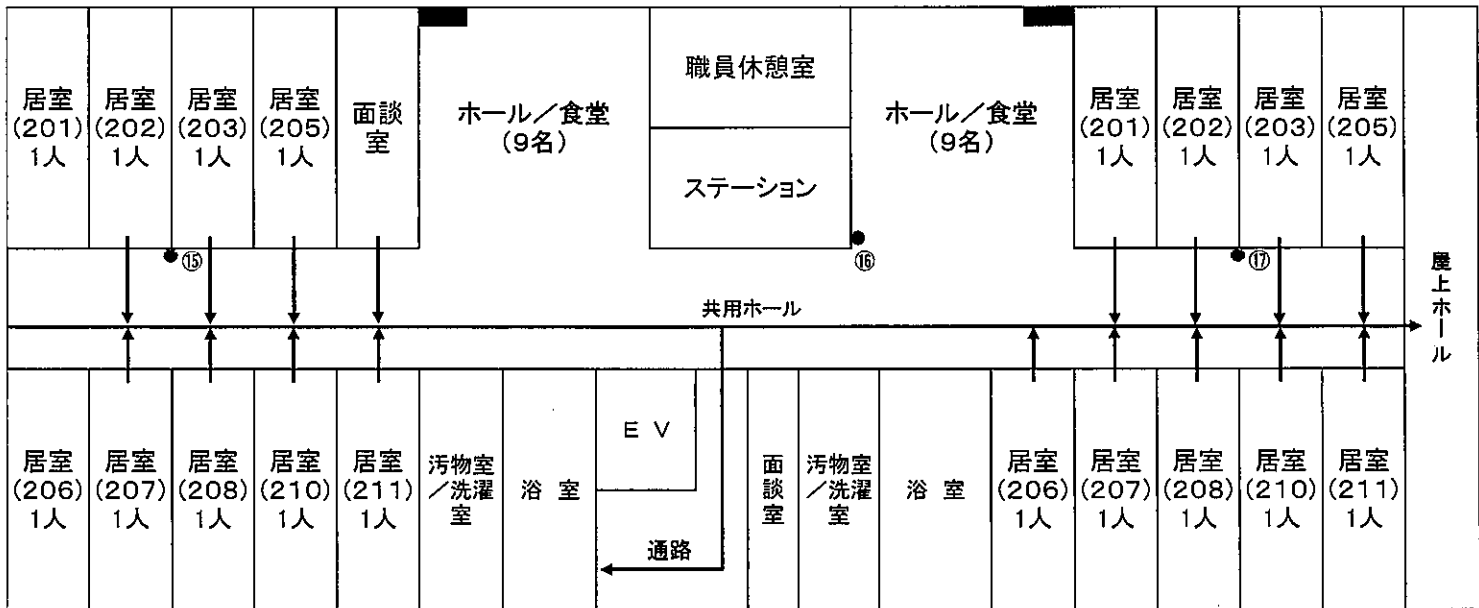 居室
(201)
1人
居室
(202)
1人
居室
(203)
1人
居室
(205)
1人
面談
室
ホール／食堂
(9名)
職員休憩室
ステーション
ホール／食堂
(9名)
居室
(201)
1人
居室
(202)
1人
居室
(203)
1人
居室
(205)
1人
⑮
⑯
⑰
共用ホール
屋上ホール
居室
(206)
1人
居室
(207)
1人
居室
(208)
1人
居室
(210)
1人
居室
(211)
1人
汚物室
／洗濯
室
浴 室
E V
通路
面談室
汚物室
／洗濯
室
浴 室
居室
(206)
1人
居室
(207)
1人
居室
(208)
1人
居室
(210)
1人
居室
(211)
1人